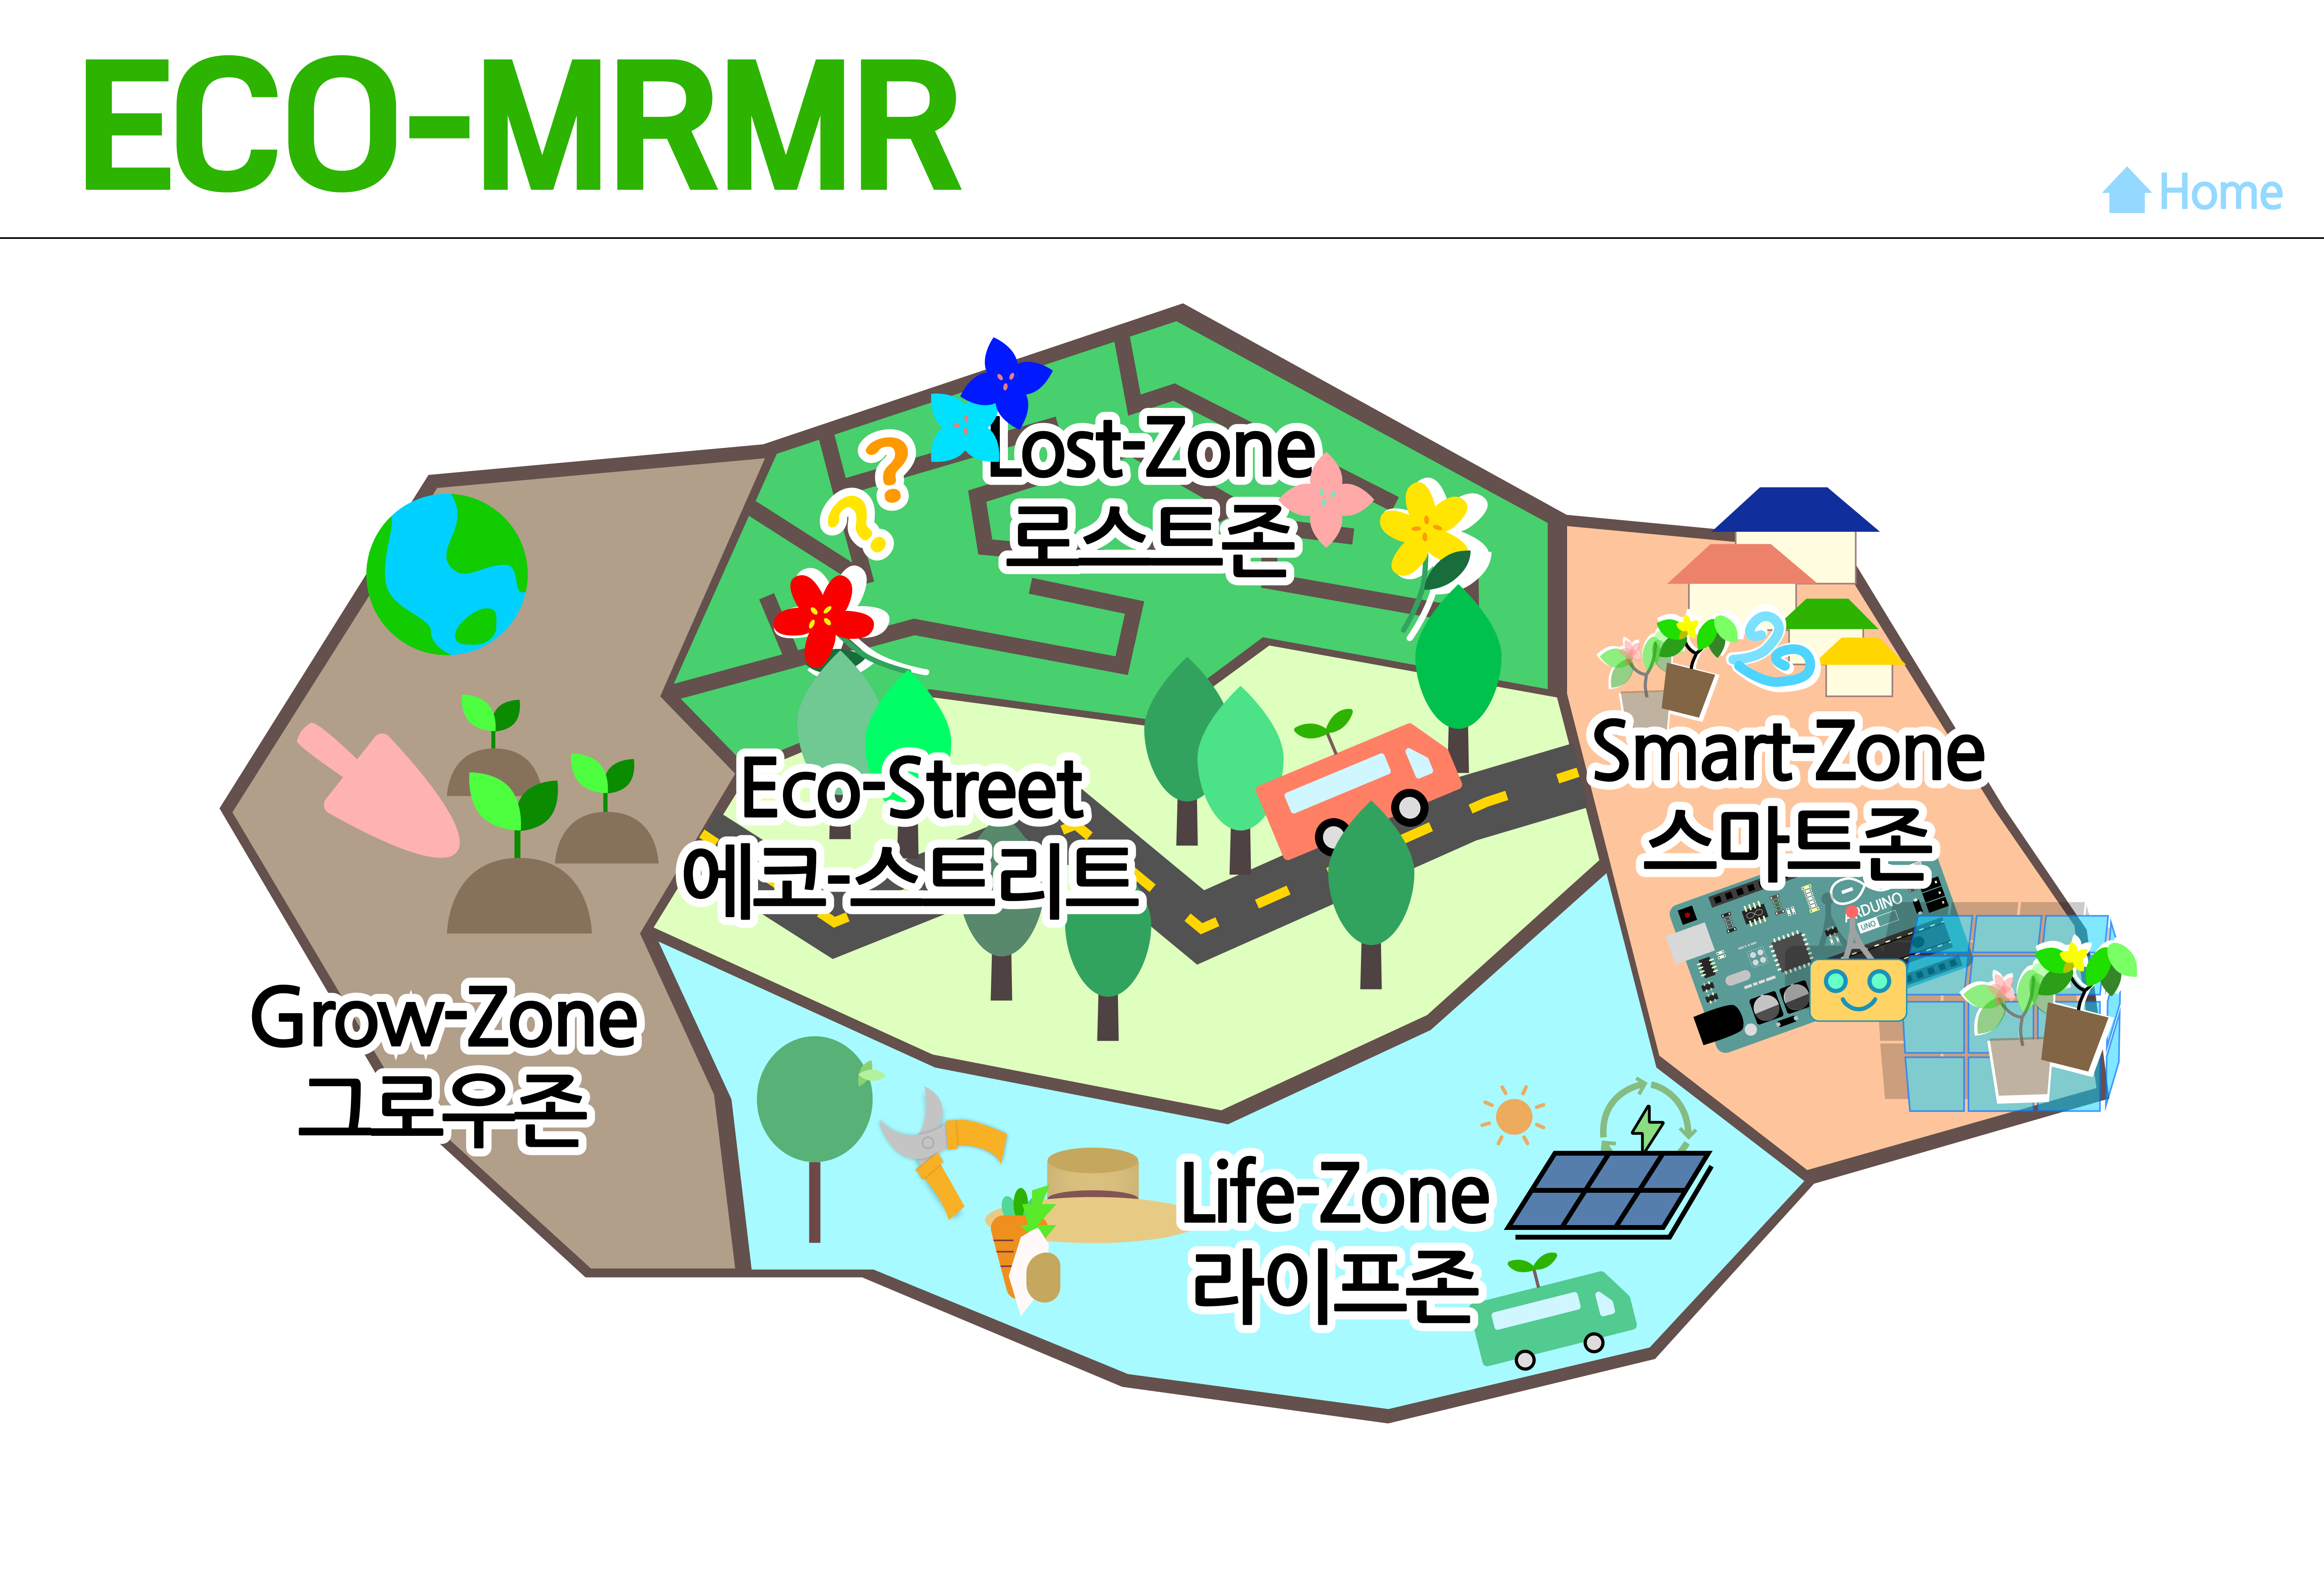 ECO-MRMR
Home
Lost-Zone
로스트존
Smart-Zone
스마트존
Eco-Street
에코-스트리트
ARDUINO
UNO
Grow-Zone
그로우존
Life-Zone
라이프존